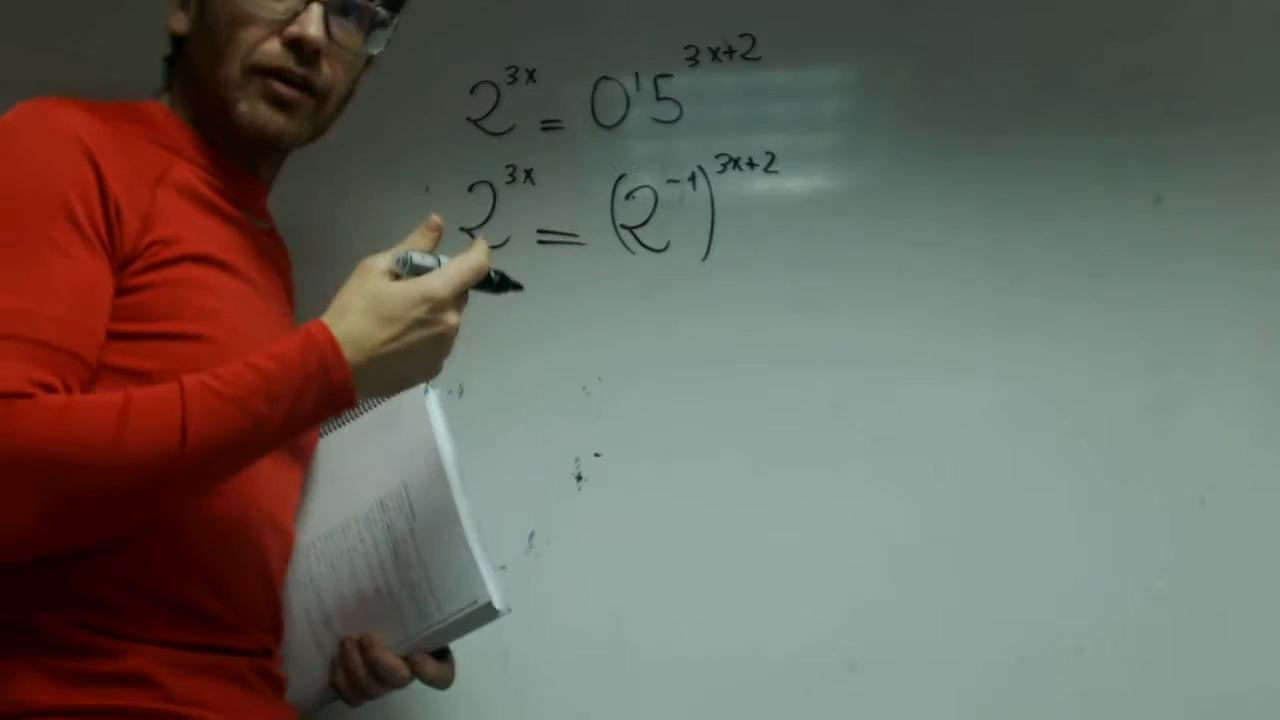 2^{3x} = 0'5^{3x+2}
2^{3x} = (2^{-1})^{3x+2}